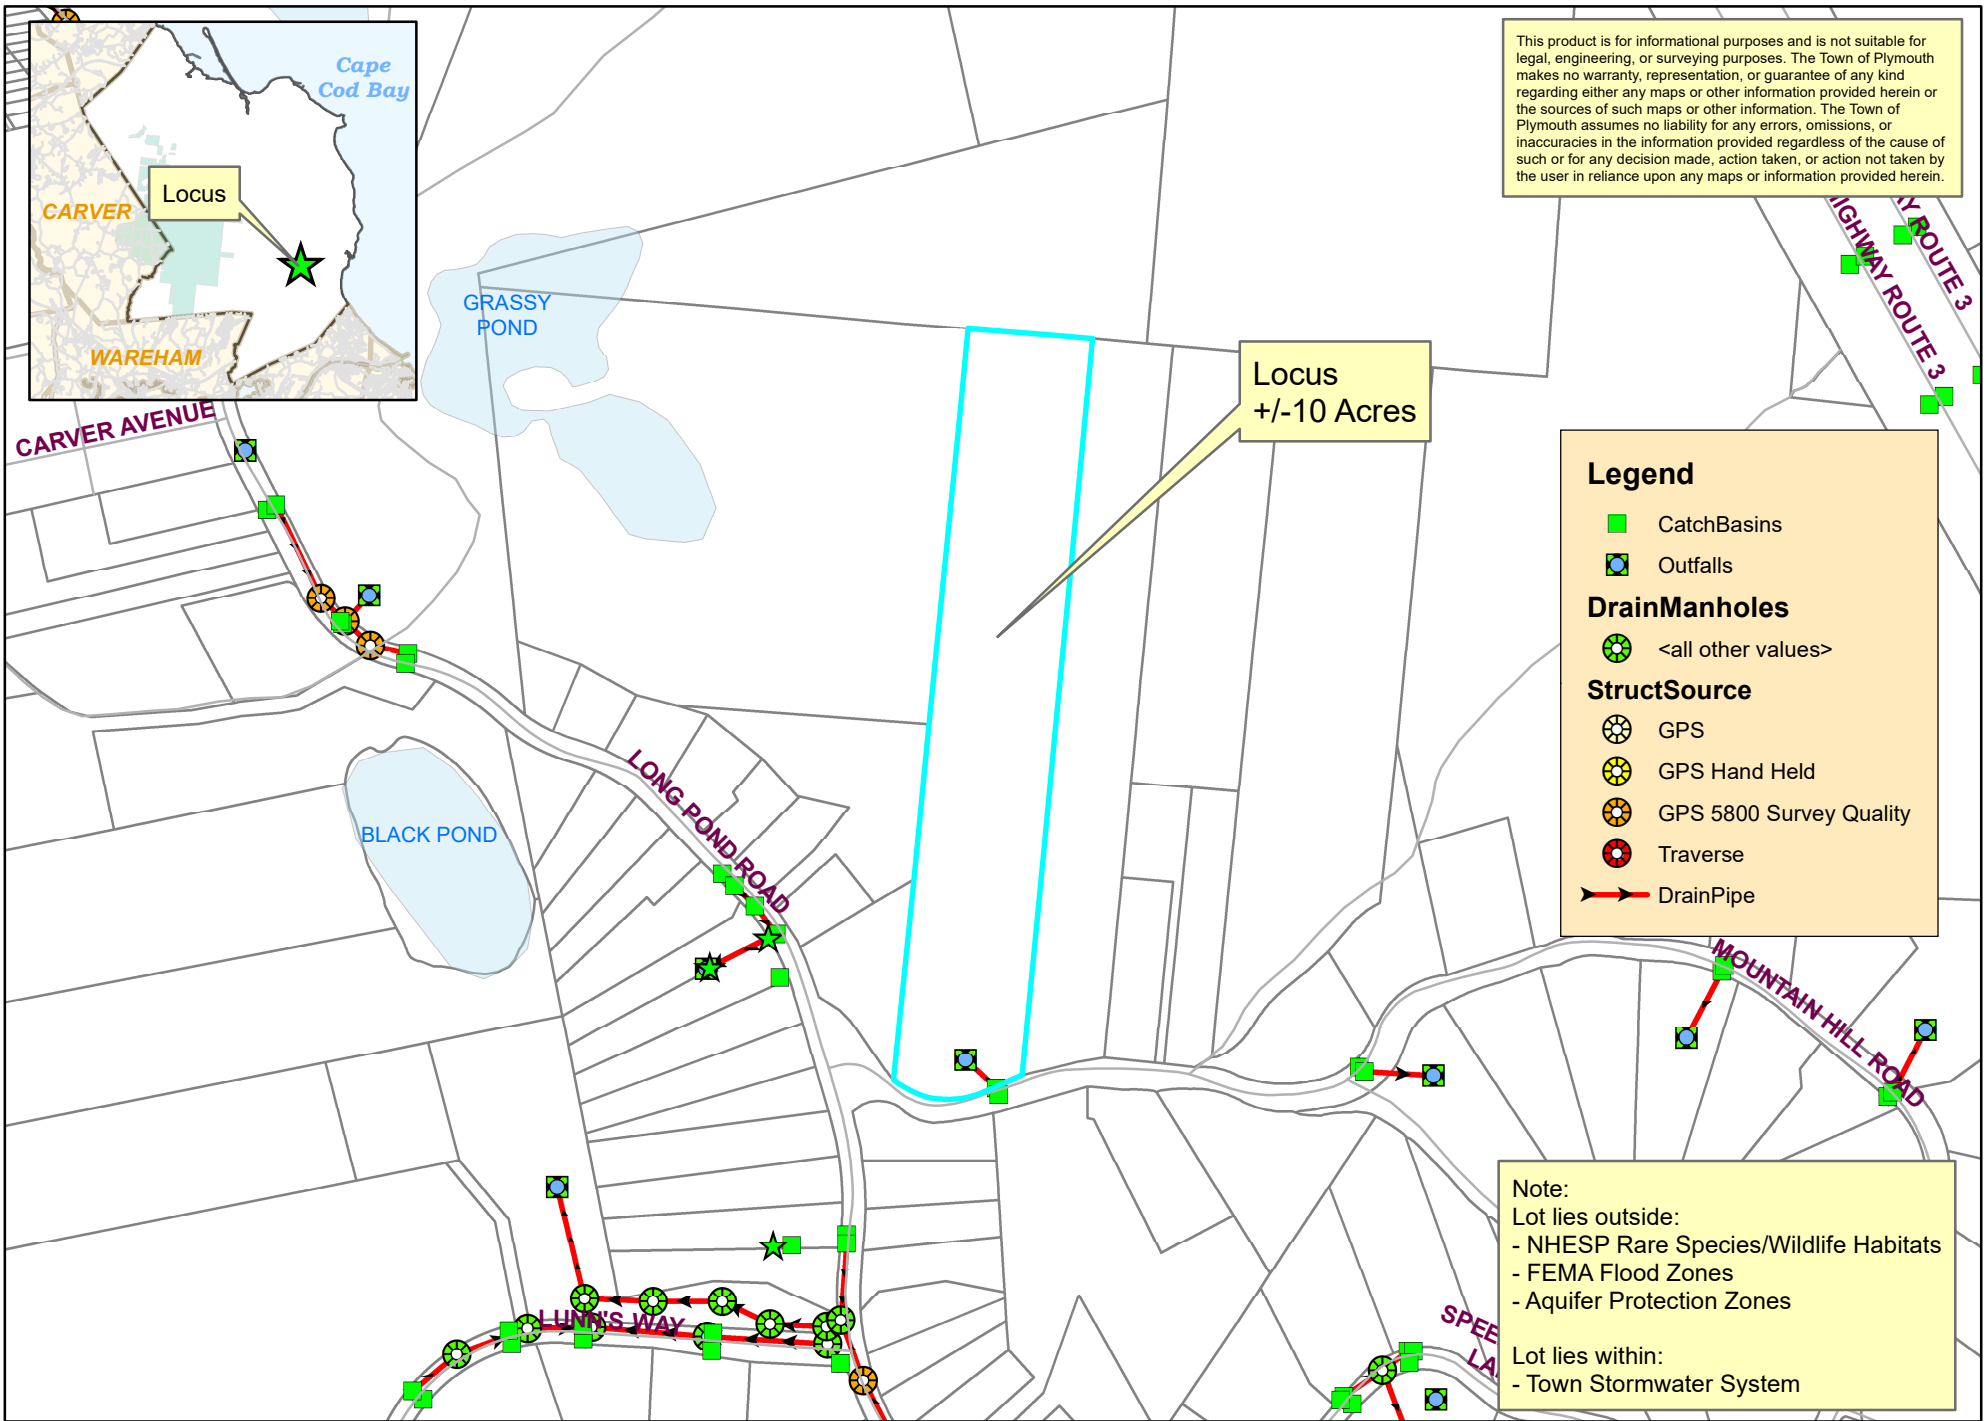 Cape
Cod Bay
Locus
CARVER
WAREHAM
This product is for informational purposes and is not suitable for
legal, engineering, or surveying purposes. The Town of Plymouth
makes no warranty, representation, or guarantee of any kind
regarding either any maps or other information provided herein or
the sources of such maps or other information. The Town of
Plymouth assumes no liability for any errors, omissions, or
inaccuracies in the information provided regardless of the cause of
such or for any decision made, action taken, or action not taken by
the user in reliance upon any maps or information provided herein.
ROUTE 3
HIGHWAY ROUTE 3
GRASSY
POND
Locus
+/-10 Acres
CARVER AVENUE
Legend
CatchBasins
Outfalls
DrainManholes
<all other values>
StructSource
GPS
GPS Hand Held
GPS 5800 Survey Quality
Traverse
DrainPipe
LONG POND ROAD
BLACK POND
MOUNTAIN HILL ROAD
LUNN'S WAY
Note:
Lot lies outside:
- NHESP Rare Species/Wildlife Habitats
- FEMA Flood Zones
- Aquifer Protection Zones
Lot lies within:
- Town Stormwater System